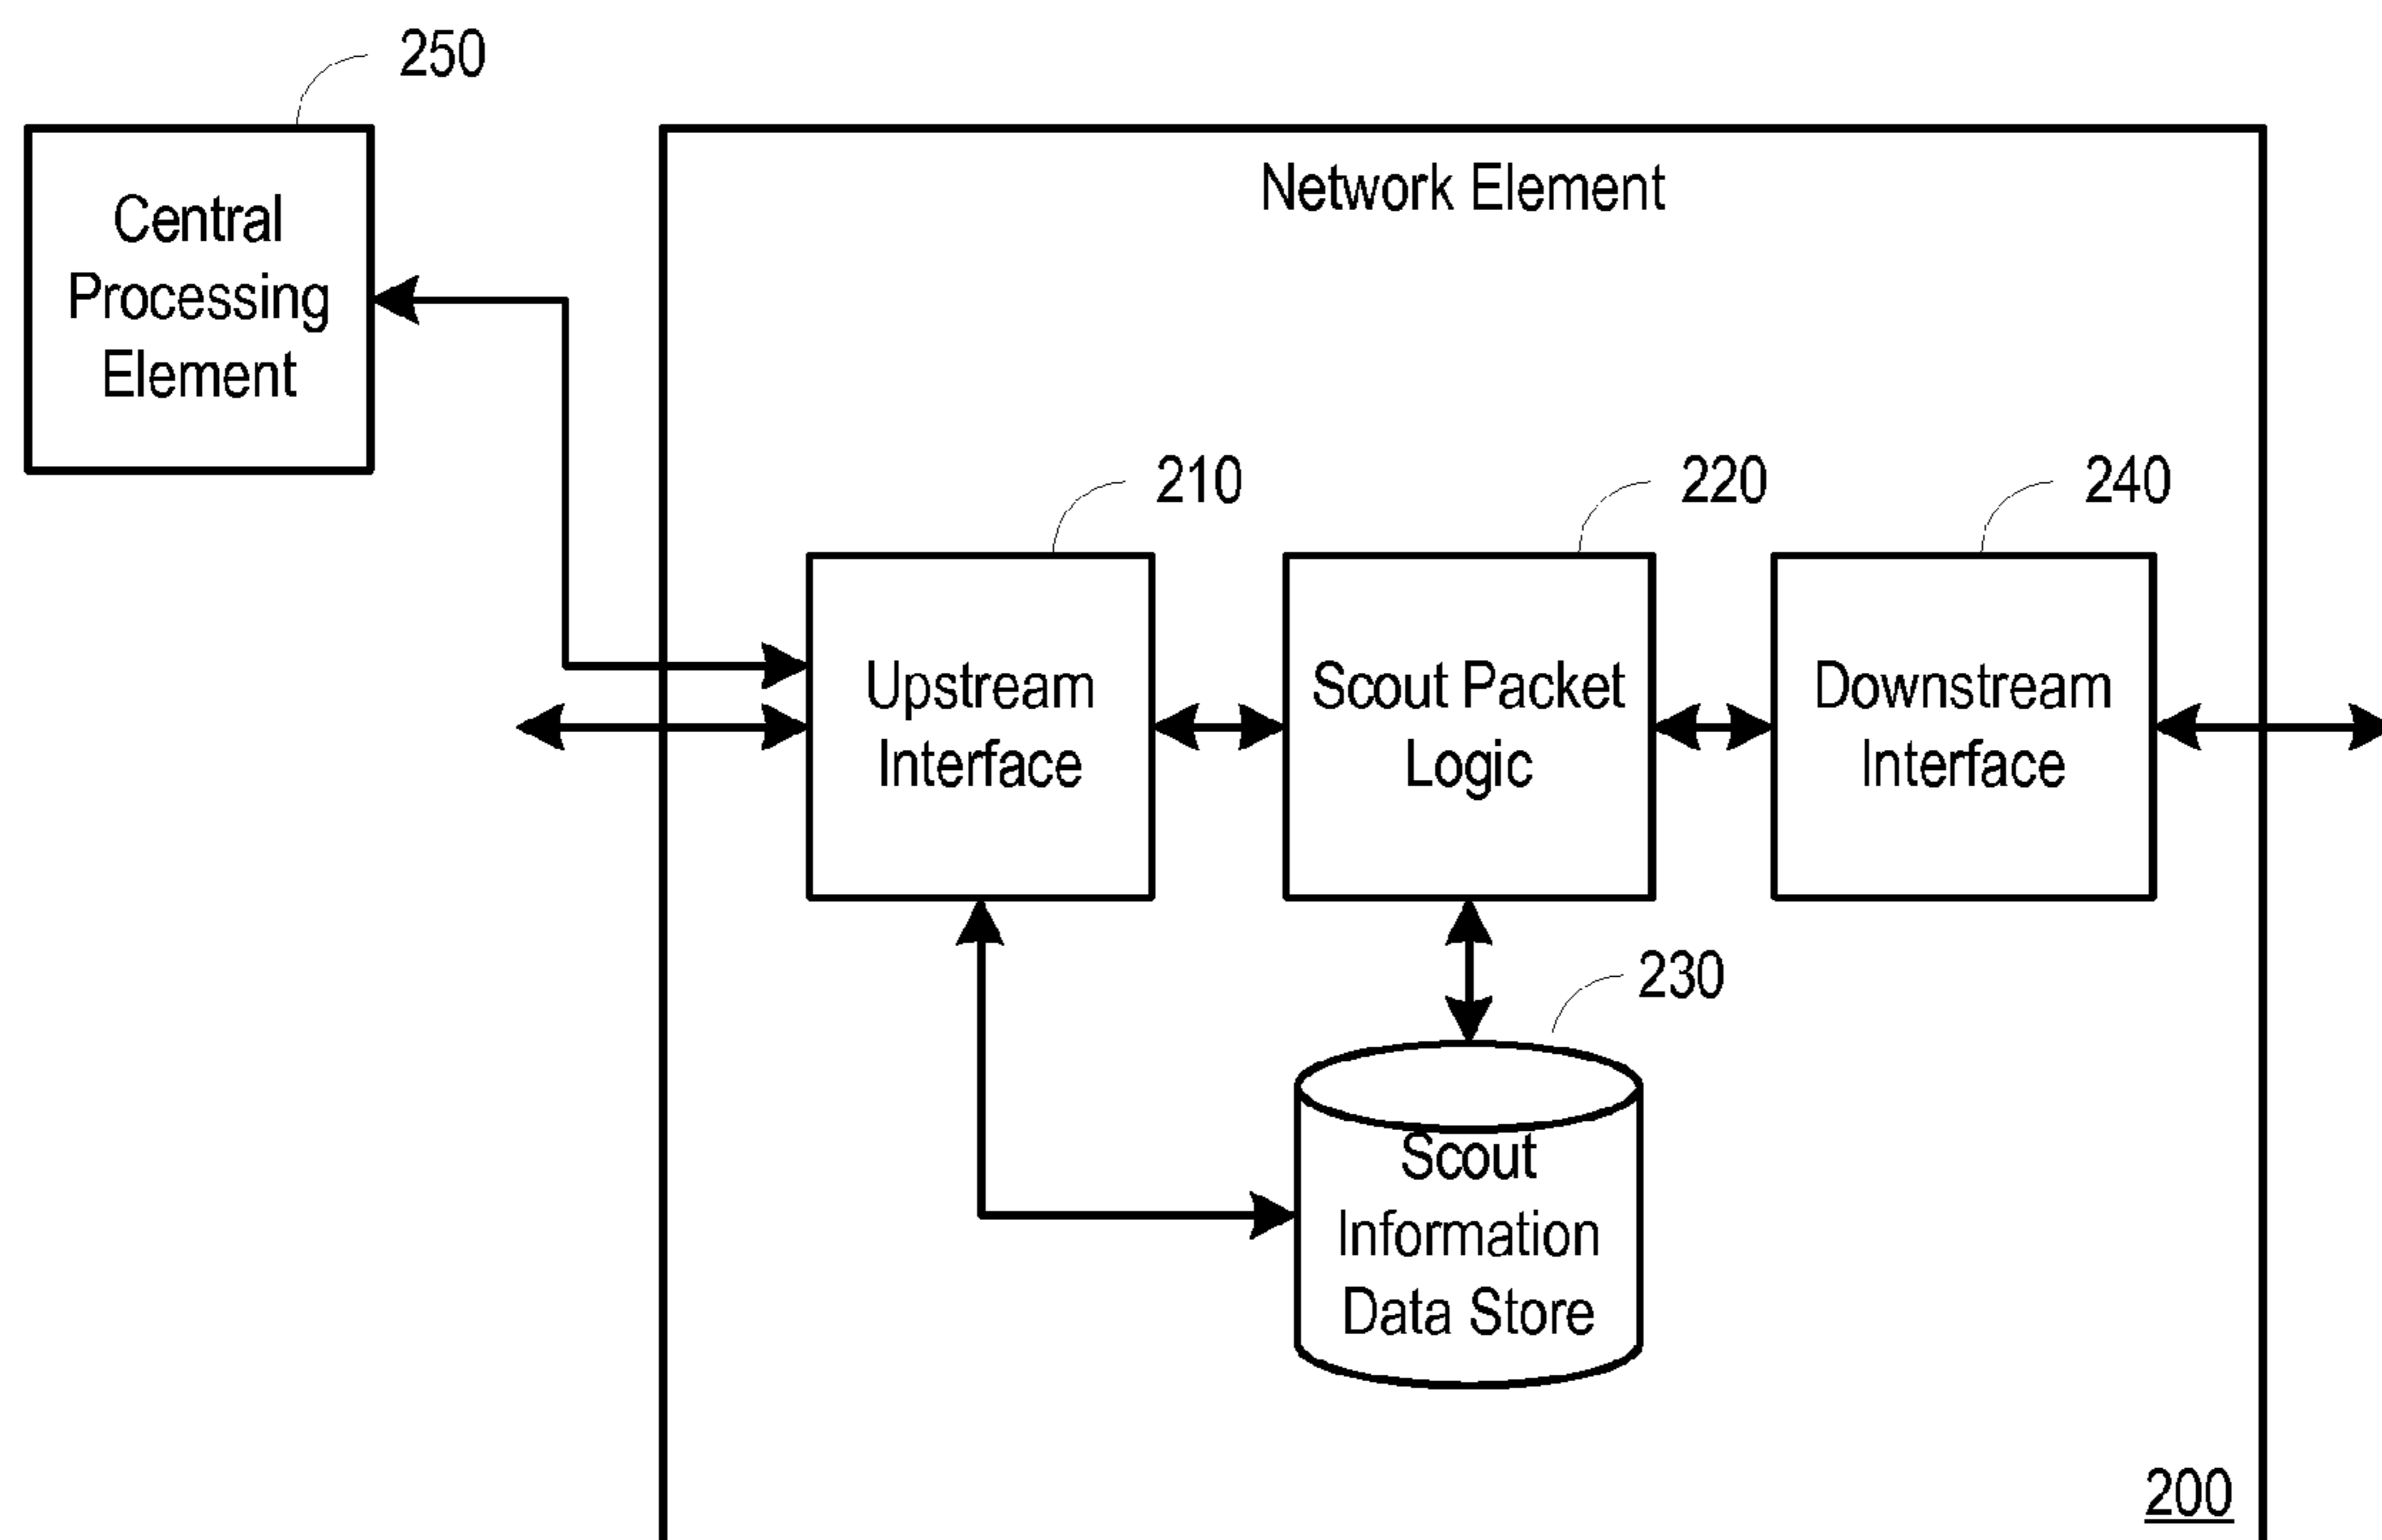 250
Central
Processing
Element
Network Element
210
220
240
Upstream
Interface
Scout Packet
Logic
Downstream
Interface
230
Scout
Information
Data Store
200